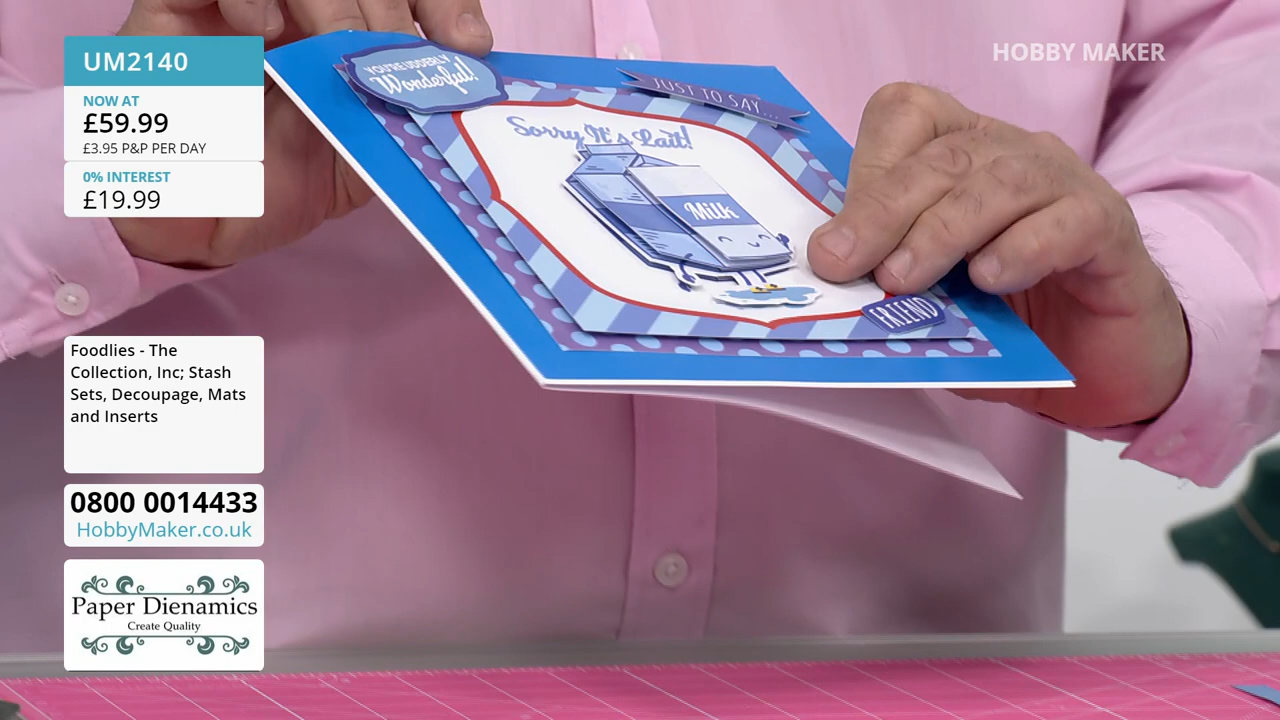 UM2140
NOW AT
£59.99
£3.95 P&P PER DAY
0% INTEREST
£19.99
Foodlies - The
Collection, Inc; Stash
Sets, Decoupage, Mats
and Inserts
0800 0014433
HobbyMaker.co.uk
Paper Dienamics
Create Quality
HOBBY MAKER
YOU'RE UDDERLY
Wonderful!
JUST TO SAY...
Sorry It's Lait!
Milk
FRIEND